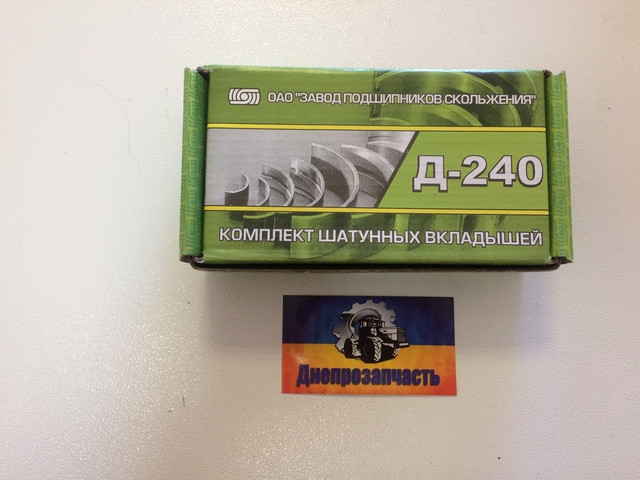 ОАО "ЗАВОД ПОДШИПНИКОВ СКОЛЬЖЕНИЯ"
Д-240
КОМПЛЕКТ ШАТУННЫХ ВКЛАДЫШЕЙ
Днепрозапчасть